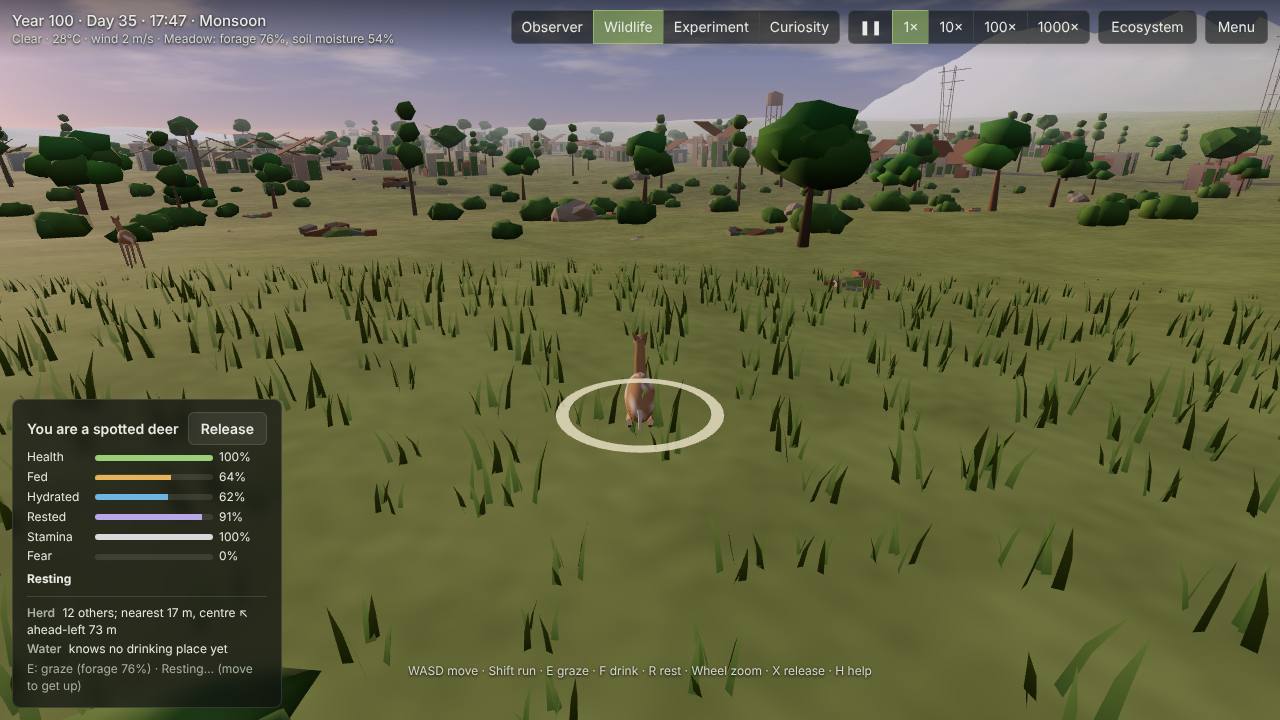 Year 100 · Day 35 · 17:47 · Monsoon
Clear · 28°C · wind 2 m/s · Meadow: forage 76%, soil moisture 54%
Observer Wildlife Experiment Curiosity ❚❚ 1× 10× 100× 1000× Ecosystem Menu
You are a spotted deer Release
Health 100%
Fed 64%
Hydrated 62%
Rested 91%
Stamina 100%
Fear 0%
Resting
Herd 12 others; nearest 17 m, centre ↖
ahead-left 73 m
Water knows no drinking place yet
E: graze (forage 76%) · Resting… (move
to get up)
WASD move · Shift run · E graze · F drink · R rest · Wheel zoom · X release · H help